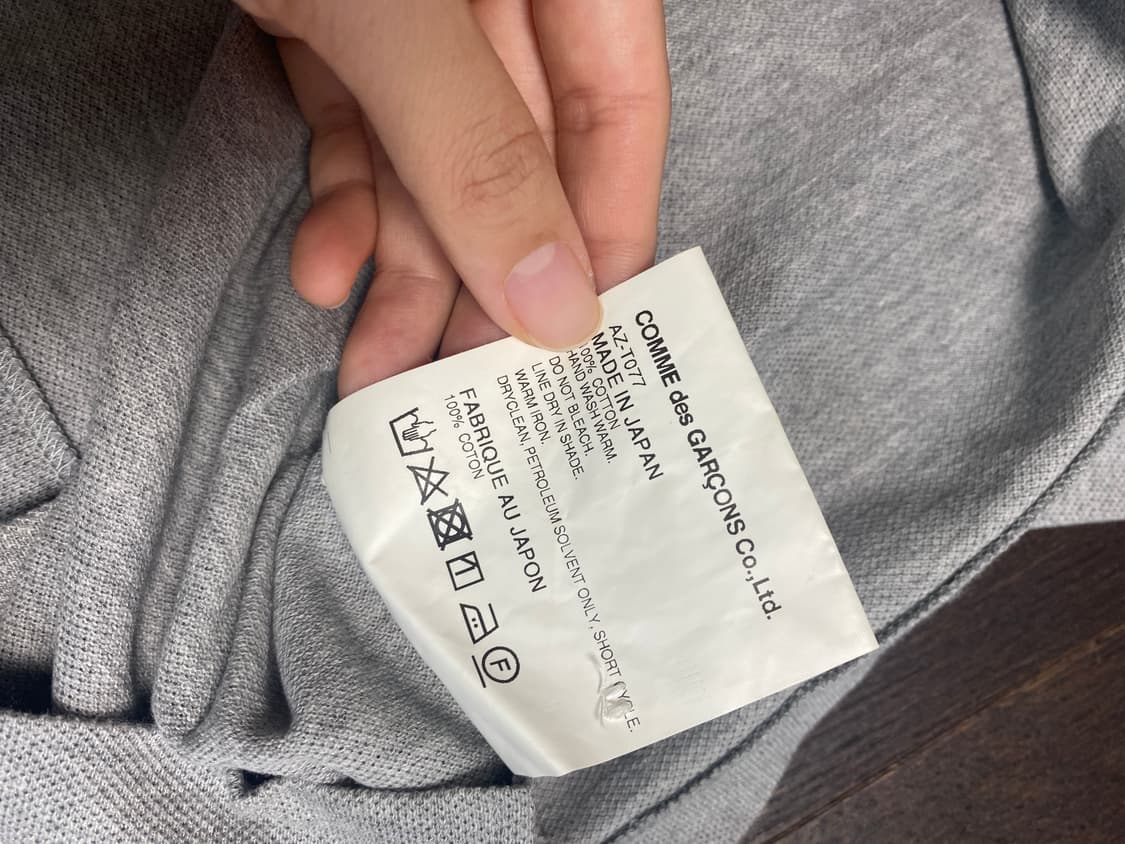 COMME des GARÇONS Co.,Ltd.
AZ-T077
MADE IN JAPAN
100% COTTON
HAND WASH WARM.
DO NOT BLEACH.
LINE DRY IN SHADE.
WARM IRON.
DRYCLEAN, PETROLEUM SOLVENT ONLY, SHORT CYCLE.
FABRIQUE AU JAPON
100% COTON
F